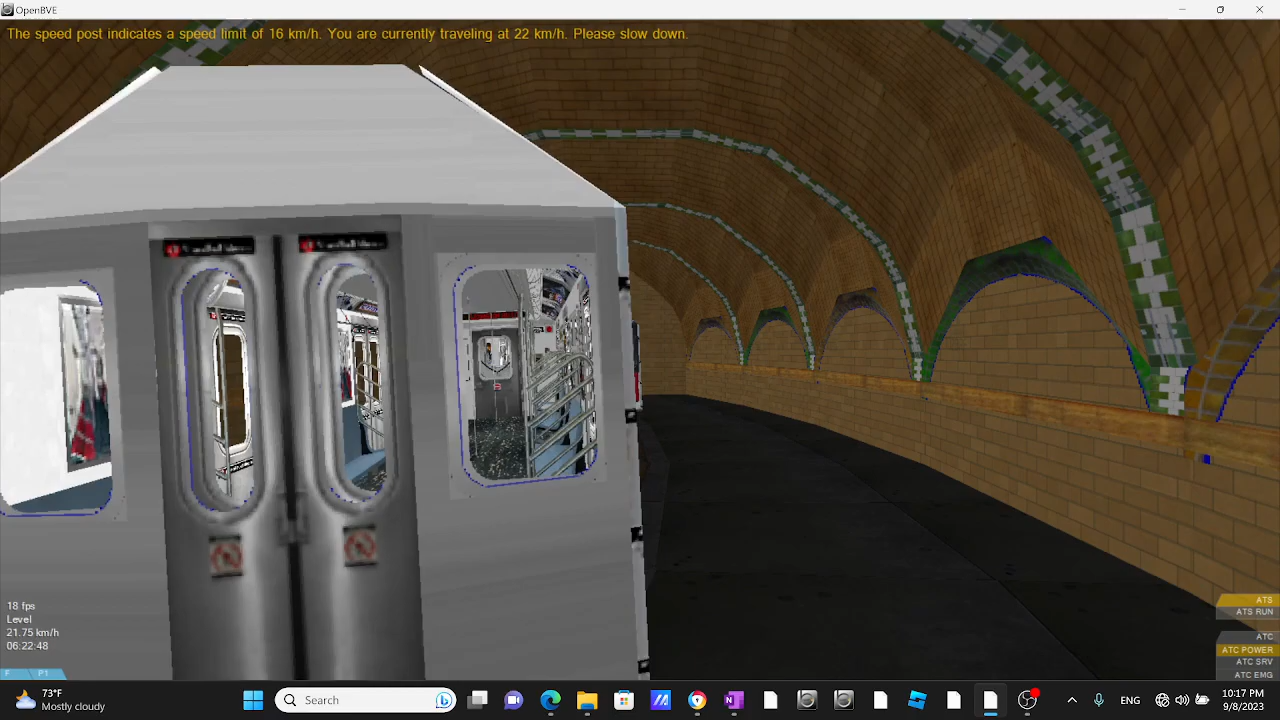 OpenBVE
The speed post indicates a speed limit of 16 km/h. You are currently traveling at 22 km/h. Please slow down.
18 fps
Level
21.75 km/h
06:22:48
F P1
ATS
ATS RUN
ATC
ATC POWER
ATC SRV
ATC EMG
73°F
Mostly cloudy
Search
ENG
10:17 PM
9/8/2023